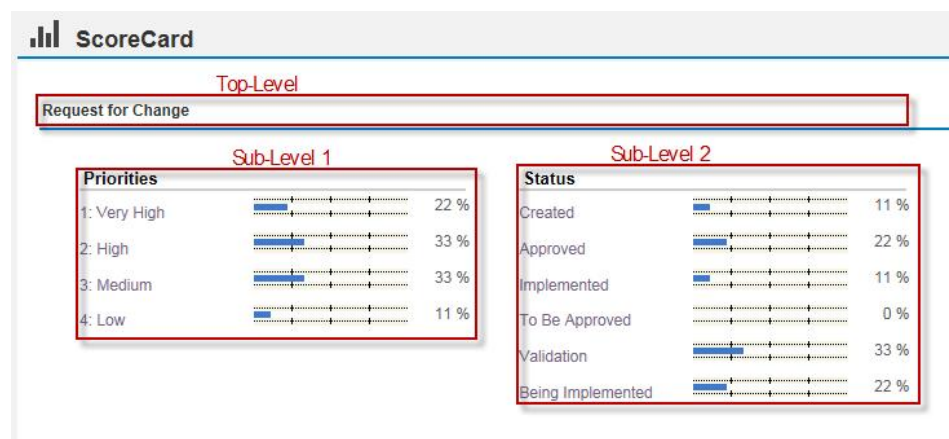 ScoreCard
Top-Level
Request for Change
Sub-Level 1
Priorities
1: Very High 22 %
2: High 33 %
3: Medium 33 %
4: Low 11 %
Sub-Level 2
Status
Created 11 %
Approved 22 %
Implemented 11 %
To Be Approved 0 %
Validation 33 %
Being Implemented 22 %